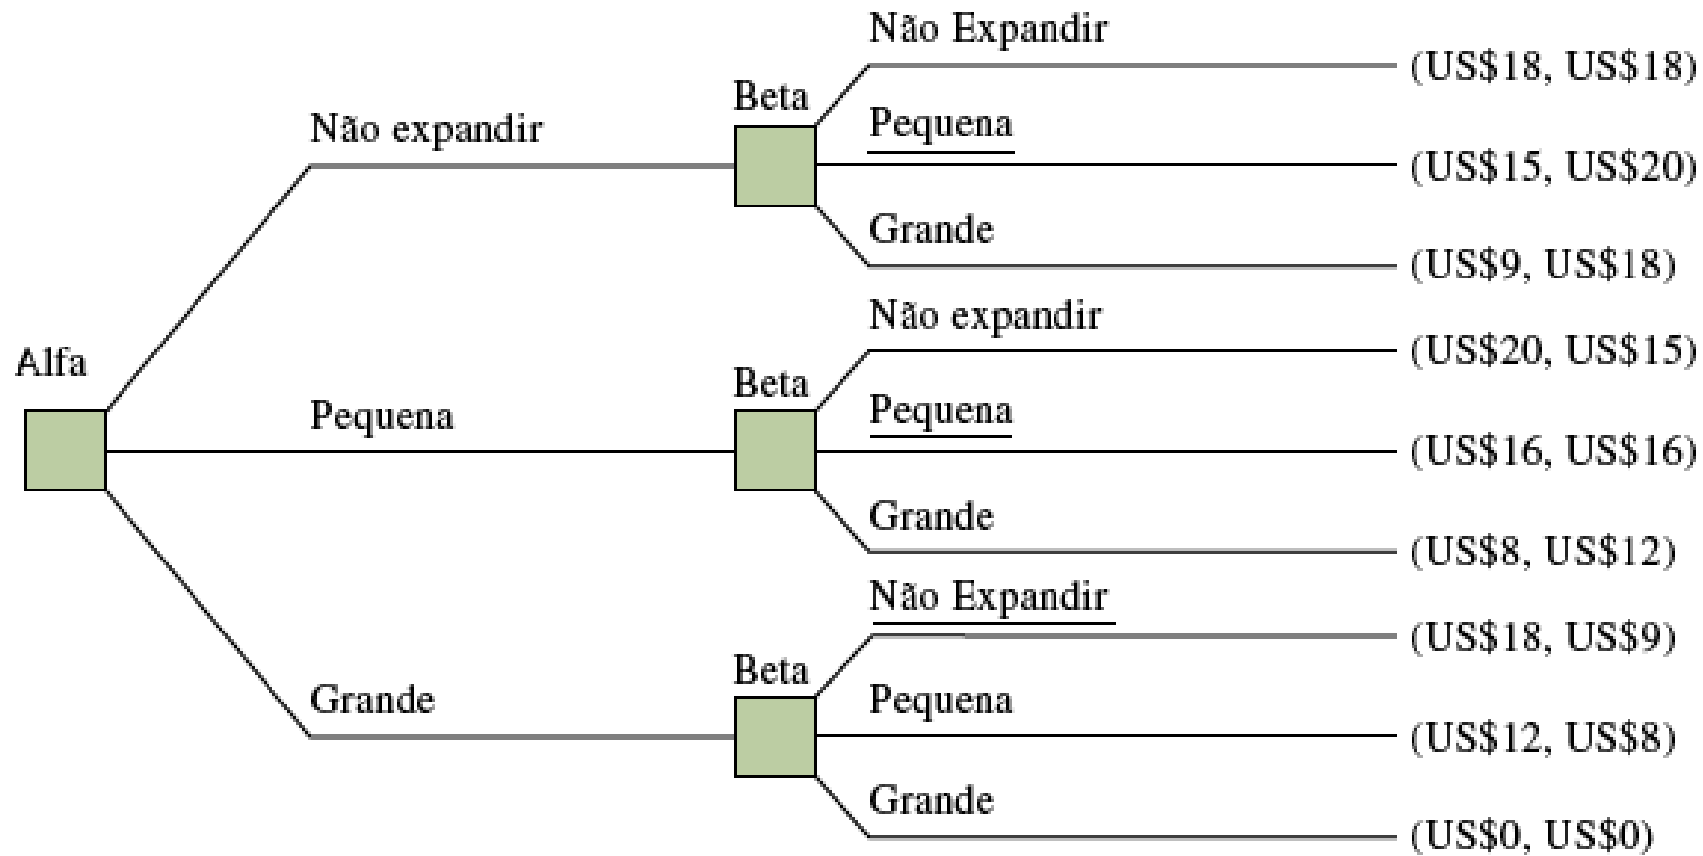 Não Expandir
(US$18, US$18)
Beta
Pequena
Não expandir
(US$15, US$20)
Grande
(US$9, US$18)
Não expandir
(US$20, US$15)
Alfa
Beta
Pequena
Pequena
(US$16, US$16)
Grande
(US$8, US$12)
Não Expandir
(US$18, US$9)
Beta
Grande
Pequena
(US$12, US$8)
Grande
(US$0, US$0)